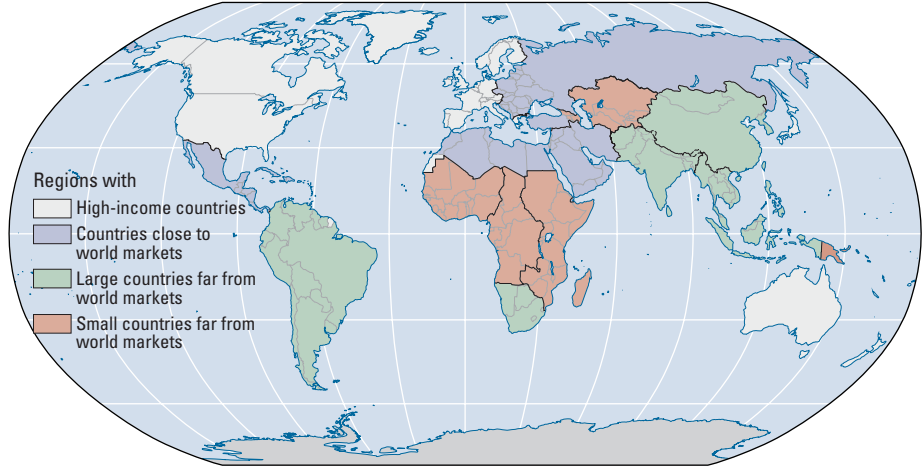 Regions with
High-income countries
Countries close to
world markets
Large countries far from
world markets
Small countries far from
world markets